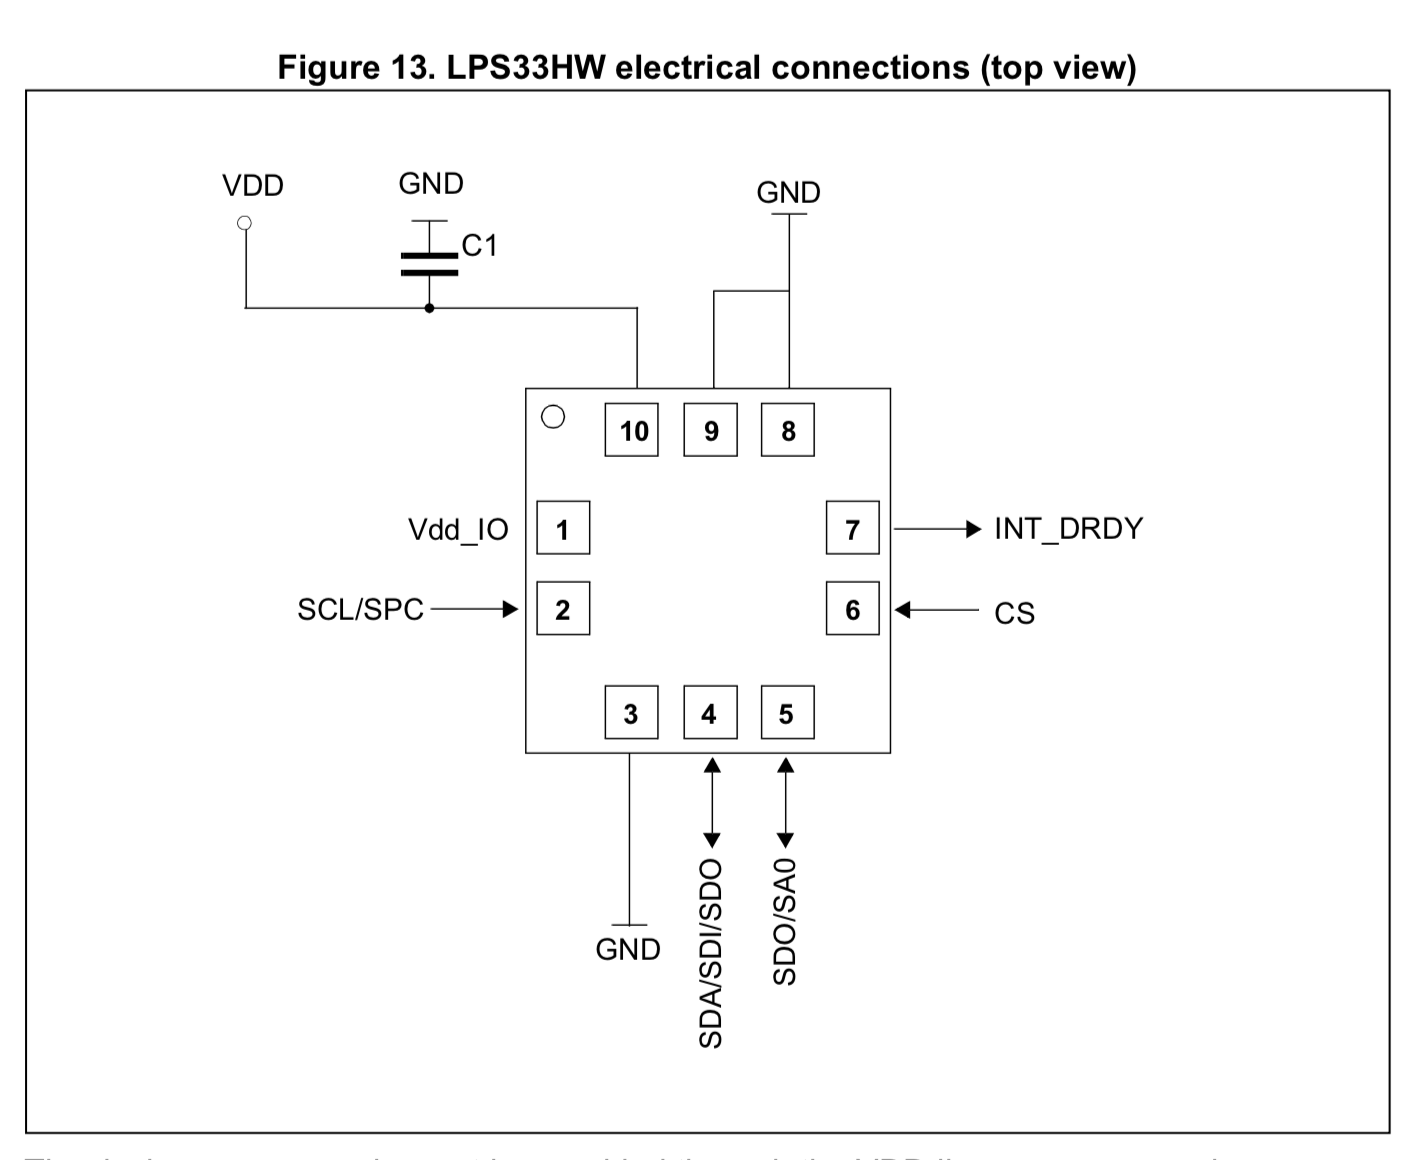 Figure 13. LPS33HW electrical connections (top view)
VDD
GND
C1
GND
10
9
8
Vdd_IO
1
7
INT_DRDY
SCL/SPC
2
6
CS
3
4
5
GND
SDA/SDI/SDO
SDO/SA0